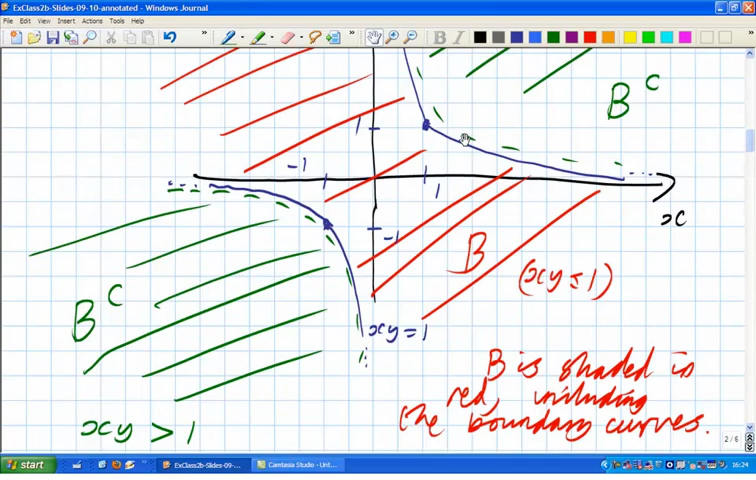 ExClass2b-Slides-09-10-annotated - Windows Journal
File Edit View Insert Actions Tools Help
B I
1
B^C
-1
1
1
x
-1
B
(xy ≤ 1)
B^C
xy = 1
B is shaded in
red, including
the boundary curves.
xy > 1
2 / 6
start
ExClass2b-Slides-09-...
Camtasia Studio - Unt...
16:24